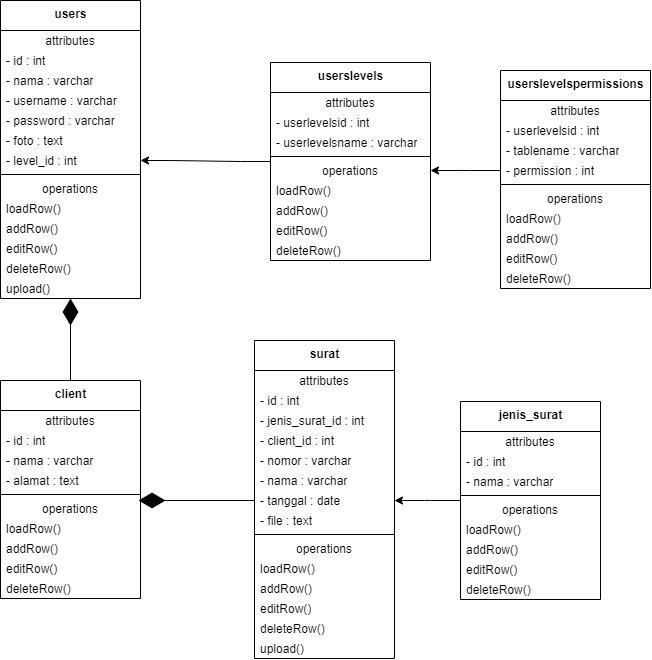 users
attributes
- id : int
- nama : varchar
- username : varchar
- password : varchar
- foto : text
- level_id : int
operations
loadRow()
addRow()
editRow()
deleteRow()
upload()
userslevels
attributes
- userlevelsid : int
- userlevelsname : varchar
operations
loadRow()
addRow()
editRow()
deleteRow()
userslevelspermissions
attributes
- userlevelsid : int
- tablename : varchar
- permission : int
operations
loadRow()
addRow()
editRow()
deleteRow()
client
attributes
- id : int
- nama : varchar
- alamat : text
operations
loadRow()
addRow()
editRow()
deleteRow()
surat
attributes
- id : int
- jenis_surat_id : int
- client_id : int
- nomor : varchar
- nama : varchar
- tanggal : date
- file : text
operations
loadRow()
addRow()
editRow()
deleteRow()
upload()
jenis_surat
attributes
- id : int
- nama : varchar
operations
loadRow()
addRow()
editRow()
deleteRow()